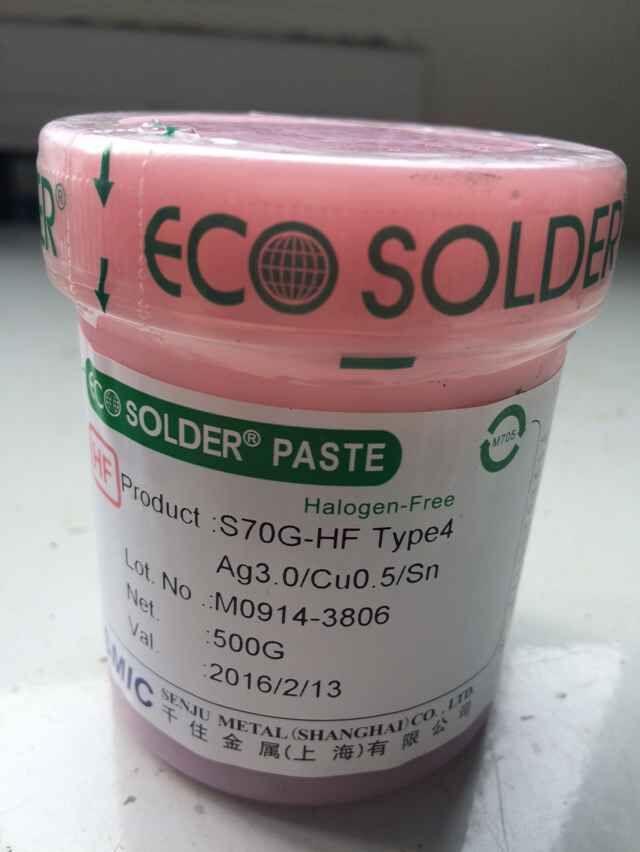 ER®
ECO SOLDER
ECO SOLDER® PASTE
M705
HF
Halogen-Free
Product :S70G-HF Type4
Ag3.0/Cu0.5/Sn
Lot. No .:M0914-3806
Net. :500G
Val. :2016/2/13
SMIC
SENJU METAL(SHANGHAI)CO.,LTD.
千住金属(上海)有限公司